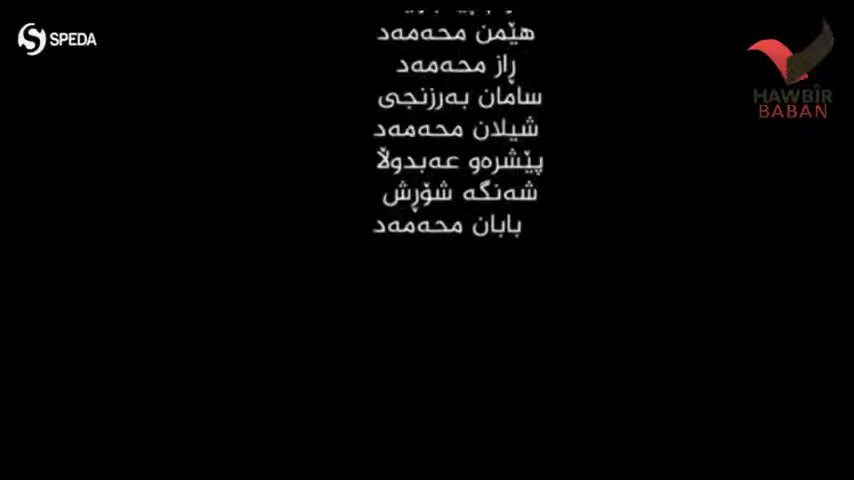 SPEDA
HAWBÎR
BABAN
هێمن محەمەد
ڕاز محەمەد
سامان بەرزنجی
شیلان محەمەد
پێشرەو عەبدوڵا
شەنگە شۆڕش
بابان محەمەد